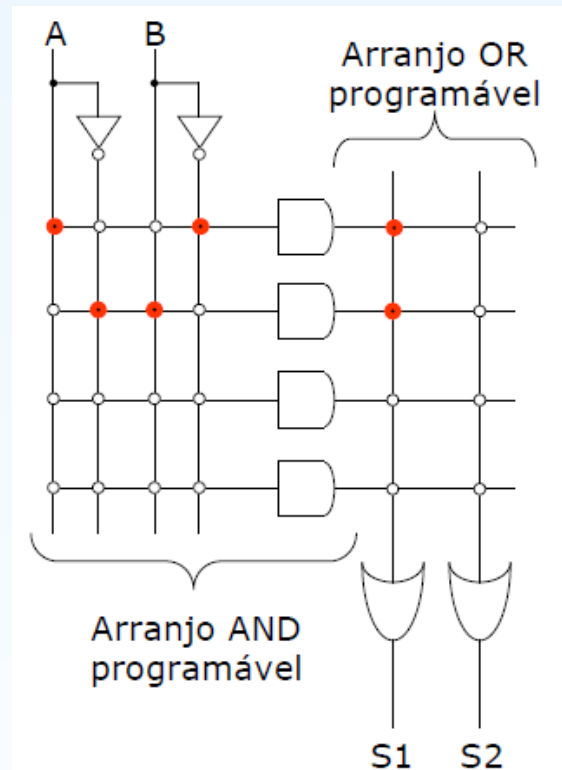 A B
Arranjo OR
programável
Arranjo AND
programável
S1 S2